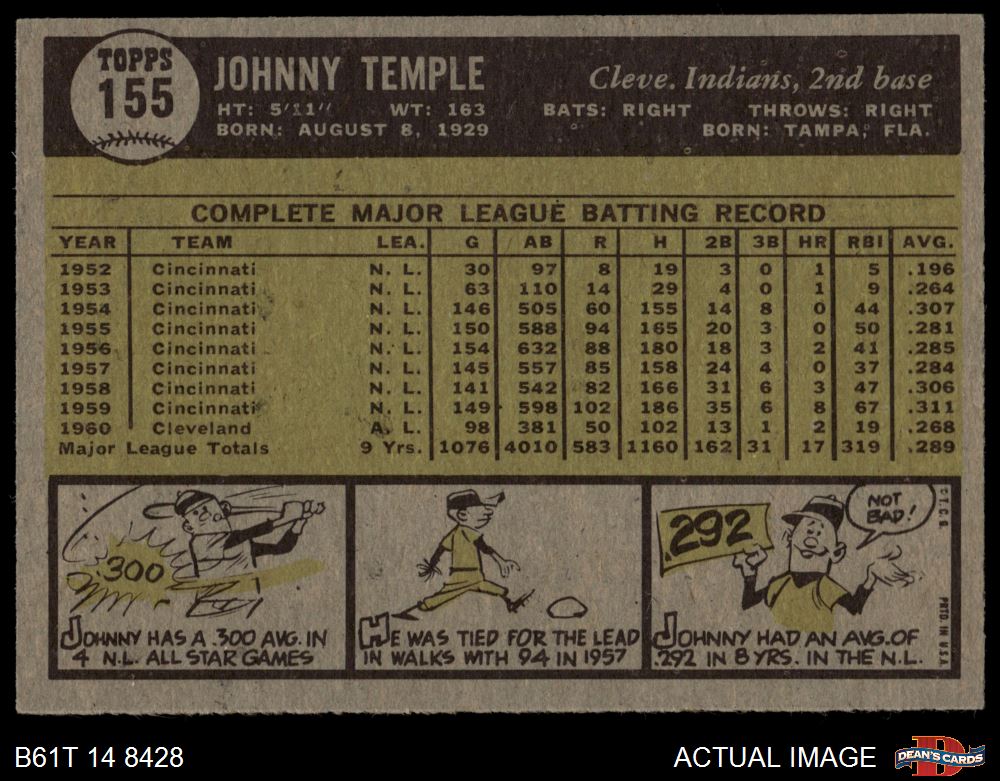 TOPPS
155
JOHNNY TEMPLE
Cleve. Indians, 2nd base
HT: 5'11" WT: 163 BATS: RIGHT THROWS: RIGHT
BORN: AUGUST 8, 1929 BORN: TAMPA, FLA.
COMPLETE MAJOR LEAGUE BATTING RECORD
YEAR TEAM LEA. G AB R H 2B 3B HR RBI AVG.
1952 Cincinnati N. L. 30 97 8 19 3 0 1 5 .196
1953 Cincinnati N. L. 63 110 14 29 4 0 1 9 .264
1954 Cincinnati N. L. 146 505 60 155 14 8 0 44 .307
1955 Cincinnati N. L. 150 588 94 165 20 3 0 50 .281
1956 Cincinnati N. L. 154 632 88 180 18 3 2 41 .285
1957 Cincinnati N. L. 145 557 85 158 24 4 0 37 .284
1958 Cincinnati N. L. 141 542 82 166 31 6 3 47 .306
1959 Cincinnati N. L. 149 598 102 186 35 6 8 67 .311
1960 Cleveland A. L. 98 381 50 102 13 1 2 19 .268
Major League Totals 9 Yrs. 1076 4010 583 1160 162 31 17 319 .289
.300
JOHNNY HAS A .300 AVG. IN
4 N.L. ALL STAR GAMES
HE WAS TIED FOR THE LEAD
IN WALKS WITH 94 IN 1957
.292
NOT
BAD!
JOHNNY HAD AN AVG. OF
.292 IN 8 YRS. IN THE N.L.
© T.C.G.
PRTD. IN U.S.A.
B61T 14 8428
ACTUAL IMAGE
D
DEAN'S CARDS